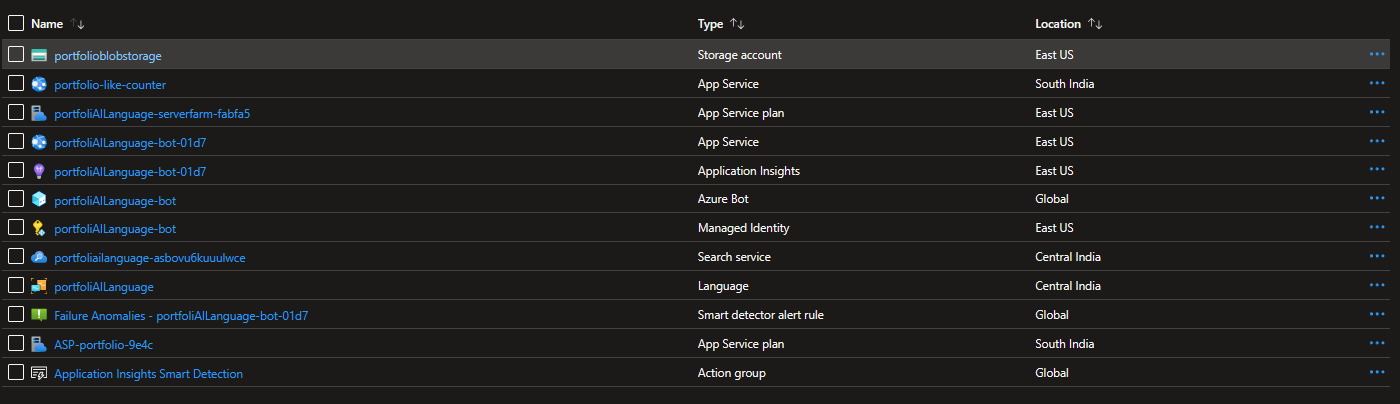 Name ↑↓ Type ↑↓ Location ↑↓
portfolioblobstorage Storage account East US ...
portfolio-like-counter App Service South India ...
portfoliAILanguage-serverfarm-fabfa5 App Service plan East US ...
portfoliAILanguage-bot-01d7 App Service East US ...
portfoliAILanguage-bot-01d7 Application Insights East US ...
portfoliAILanguage-bot Azure Bot Global ...
portfoliAILanguage-bot Managed Identity East US ...
portfoliailanguage-asbovu6kuuulwce Search service Central India ...
portfoliAILanguage Language Central India ...
Failure Anomalies - portfoliAILanguage-bot-01d7 Smart detector alert rule Global ...
ASP-portfolio-9e4c App Service plan South India ...
Application Insights Smart Detection Action group Global ...